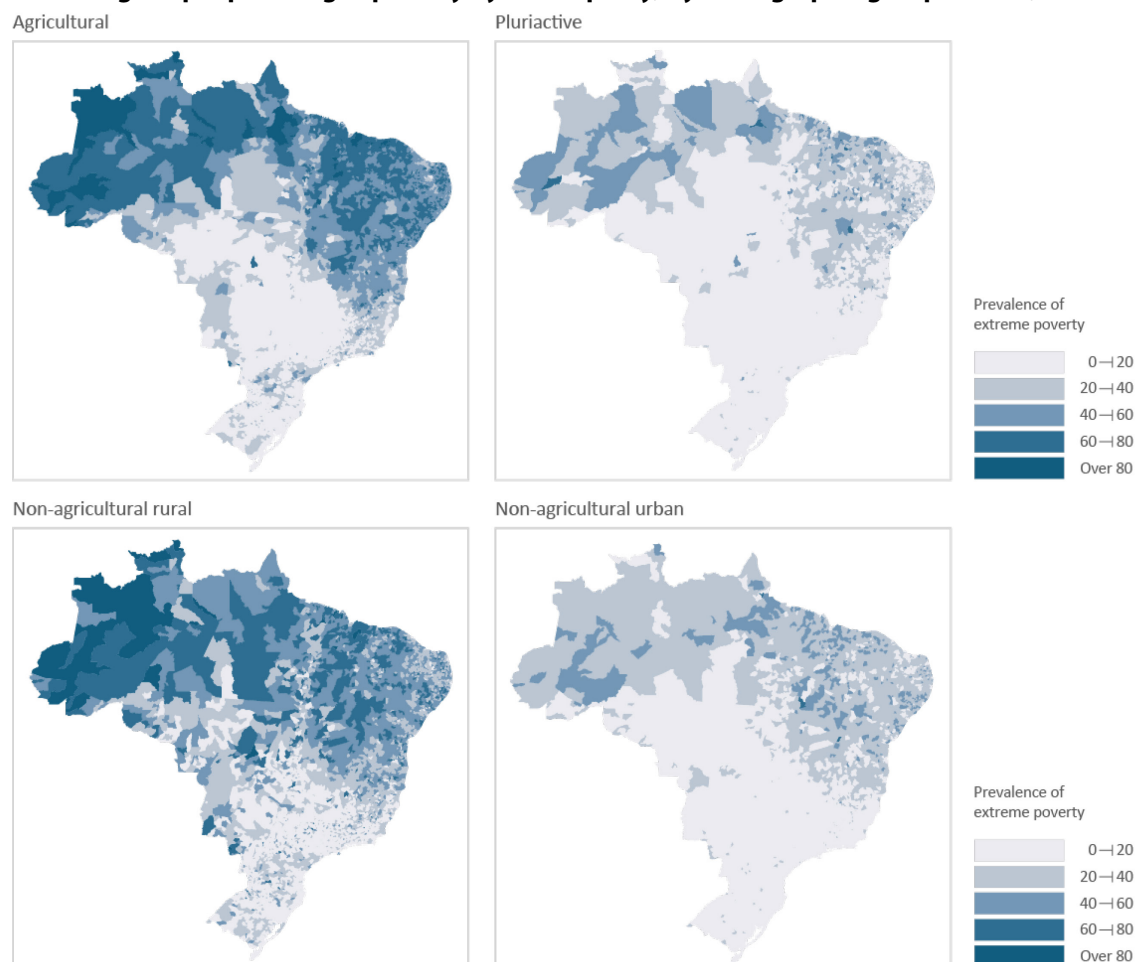 Agricultural
Pluriactive
Prevalence of
extreme poverty
0⟞20
20⟞40
40⟞60
60⟞80
Over 80
Non-agricultural rural
Non-agricultural urban
Prevalence of
extreme poverty
0⟞20
20⟞40
40⟞60
60⟞80
Over 80